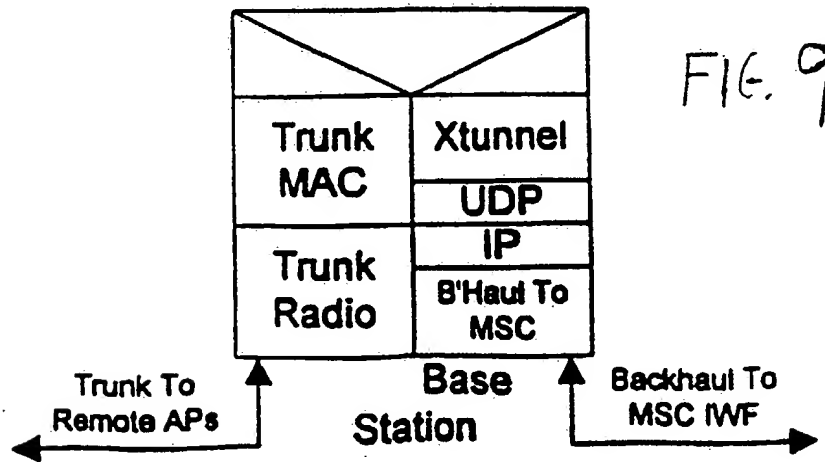 FIG. 9
Trunk
MAC
Xtunnel
UDP
Trunk
Radio
IP
B'Haul To
MSC
Trunk To
Remote APs
Base
Station
Backhaul To
MSC IWF